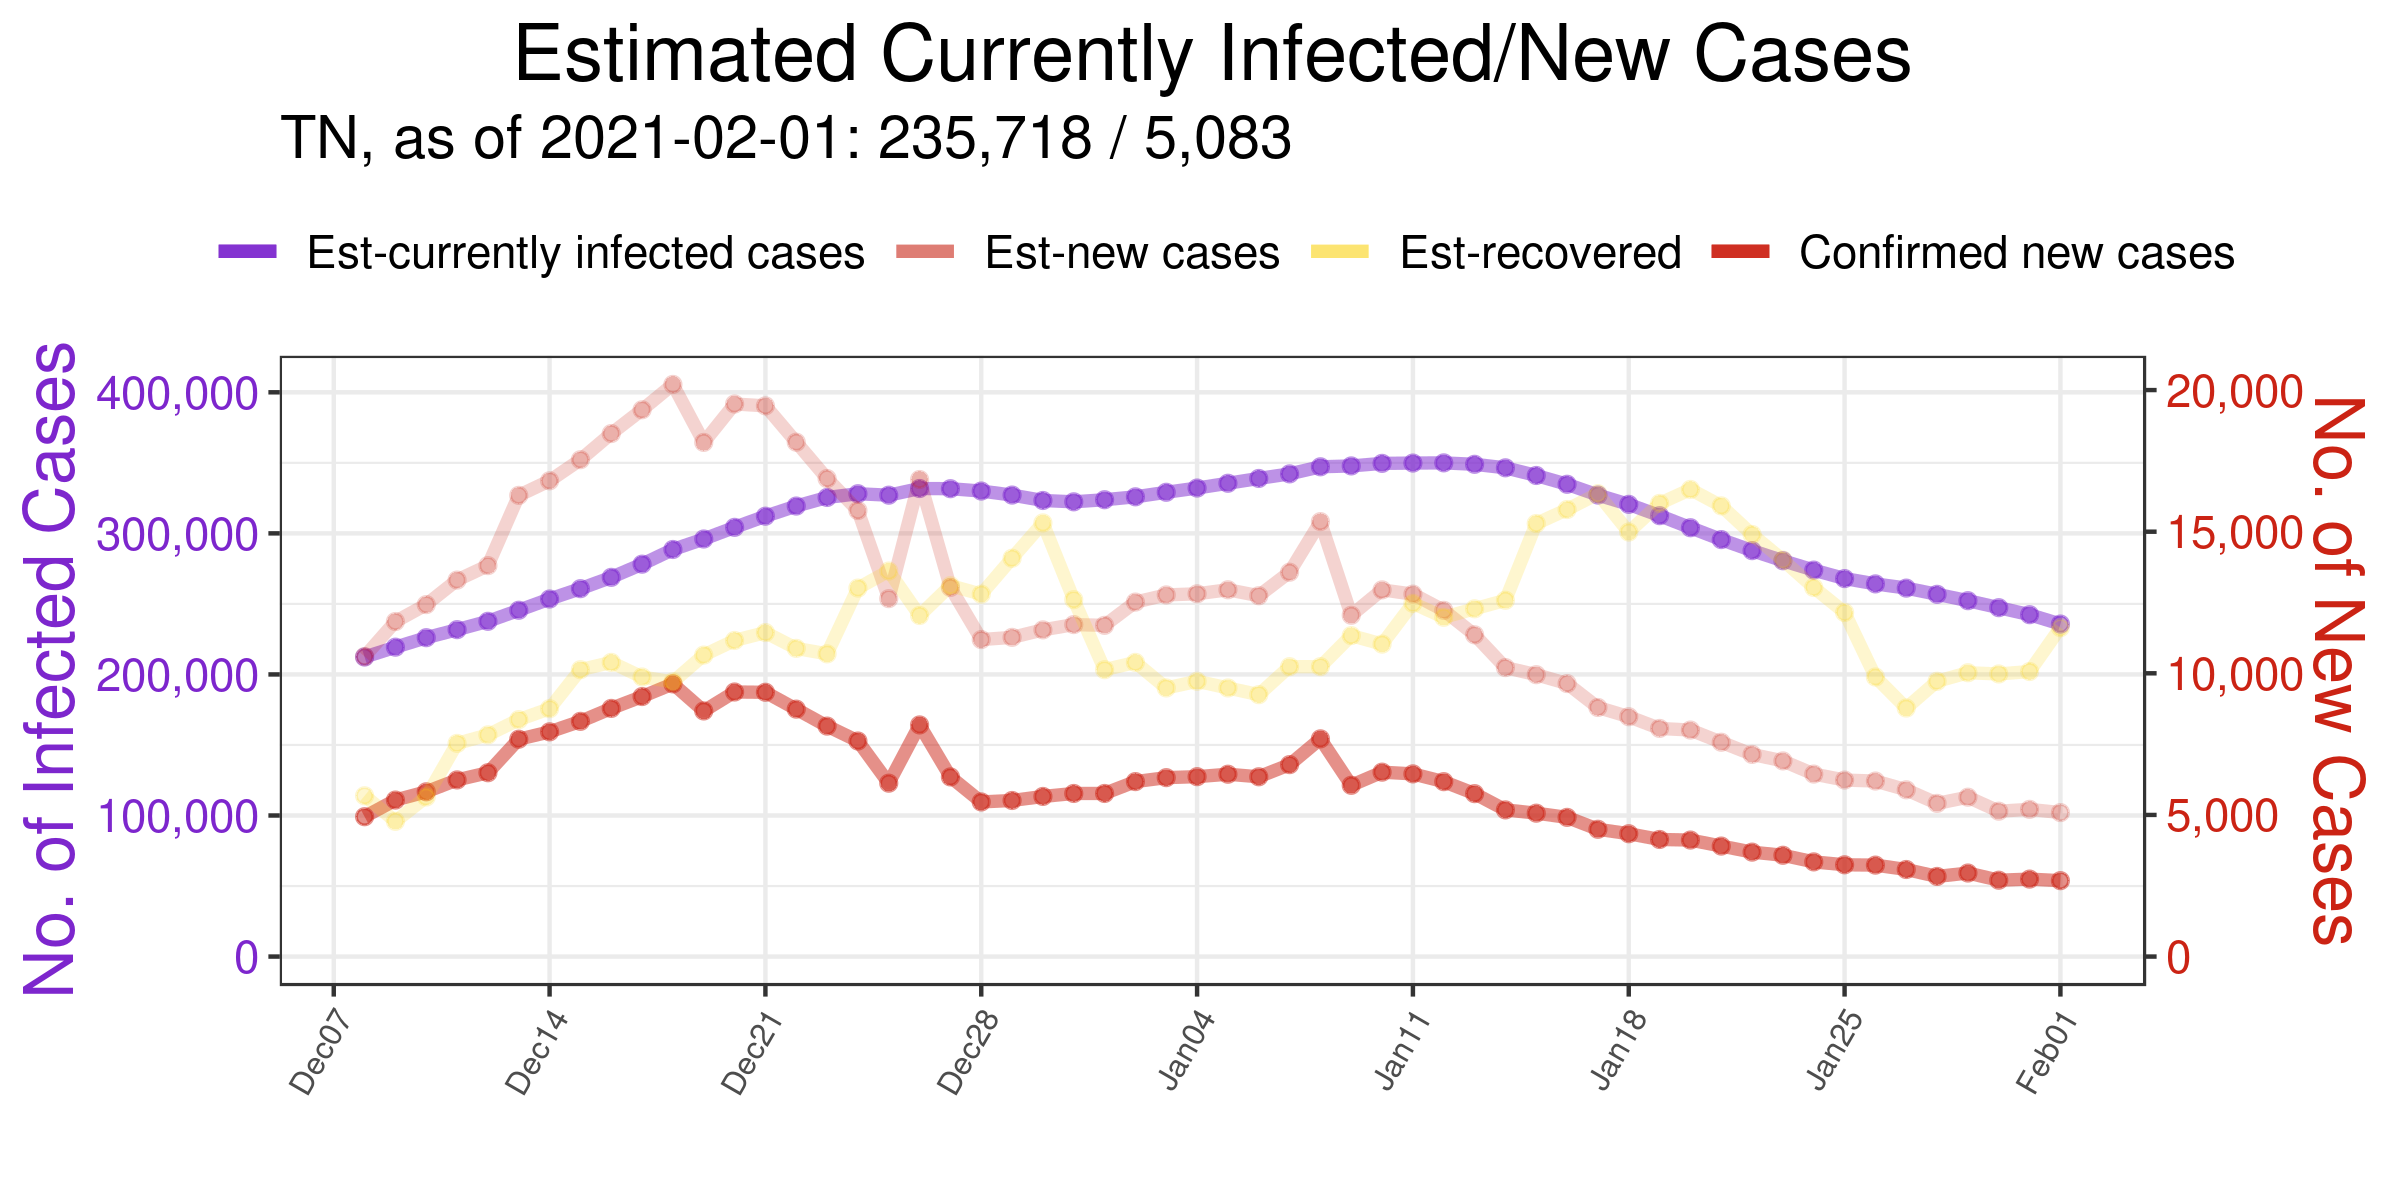 Estimated Currently Infected/New Cases
TN, as of 2021-02-01: 235,718 / 5,083
Est-currently infected cases
Est-new cases
Est-recovered
Confirmed new cases
No. of Infected Cases
400,000
300,000
200,000
100,000
0
20,000
15,000
10,000
5,000
0
No. of New Cases
Dec07
Dec14
Dec21
Dec28
Jan04
Jan11
Jan18
Jan25
Feb01